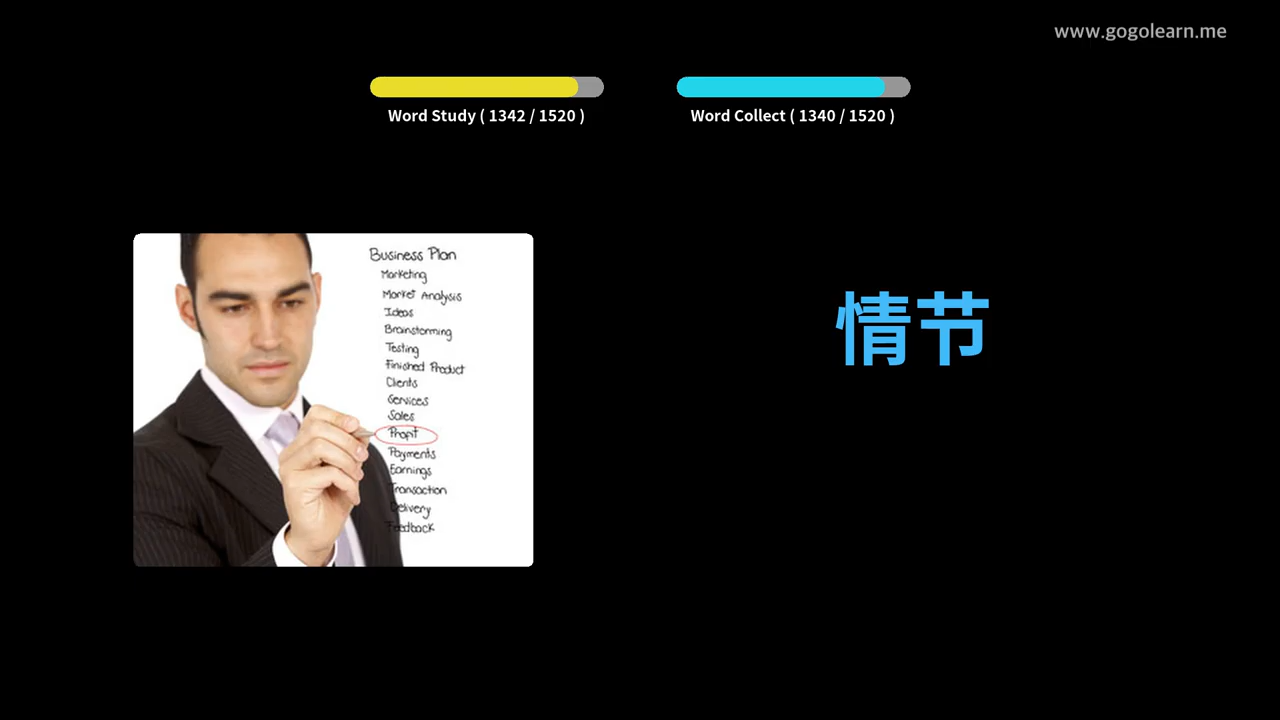 www.gogolearn.me
Word Study ( 1342 / 1520 )
Word Collect ( 1340 / 1520 )
Business Plan
Marketing
Market Analysis
Ideas
Brainstorming
Testing
Finished Product
Clients
Services
Sales
Profit
Payments
Earnings
Transaction
Delivery
Feedback
情节